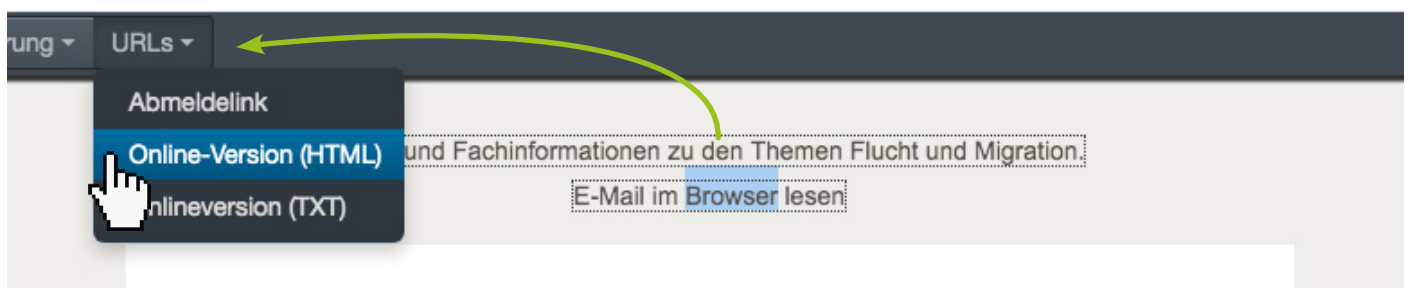 rung URLs
Abmeldelink
Online-Version (HTML) und Fachinformationen zu den Themen Flucht und Migration.
E-Mail im Browser lesen
nlineversion (TXT)